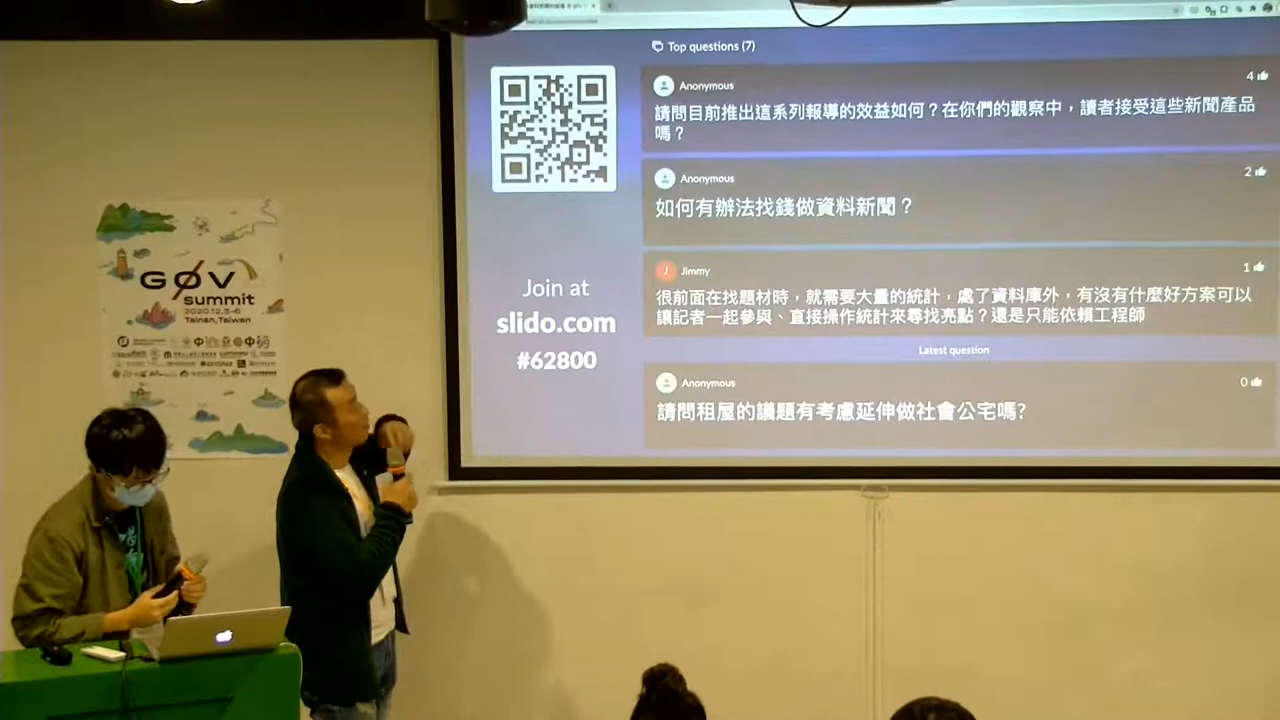 Top questions (7)
Anonymous
4
請問目前推出這系列報導的效益如何？在你們的觀察中，讀者接受這些新聞產品
嗎？
Anonymous
2
如何有辦法找錢做資料新聞？
J
Jimmy
1
很前面在找題材時，就需要大量的統計，處了資料庫外，有沒有什麼好方案可以
讓記者一起參與、直接操作統計來尋找亮點？還是只能依賴工程師
Latest question
Anonymous
0
請問租屋的議題有考慮延伸做社會公宅嗎?
Join at
slido.com
#62800
GØV
summit
2020.12.3-6
Tainan, Taiwan